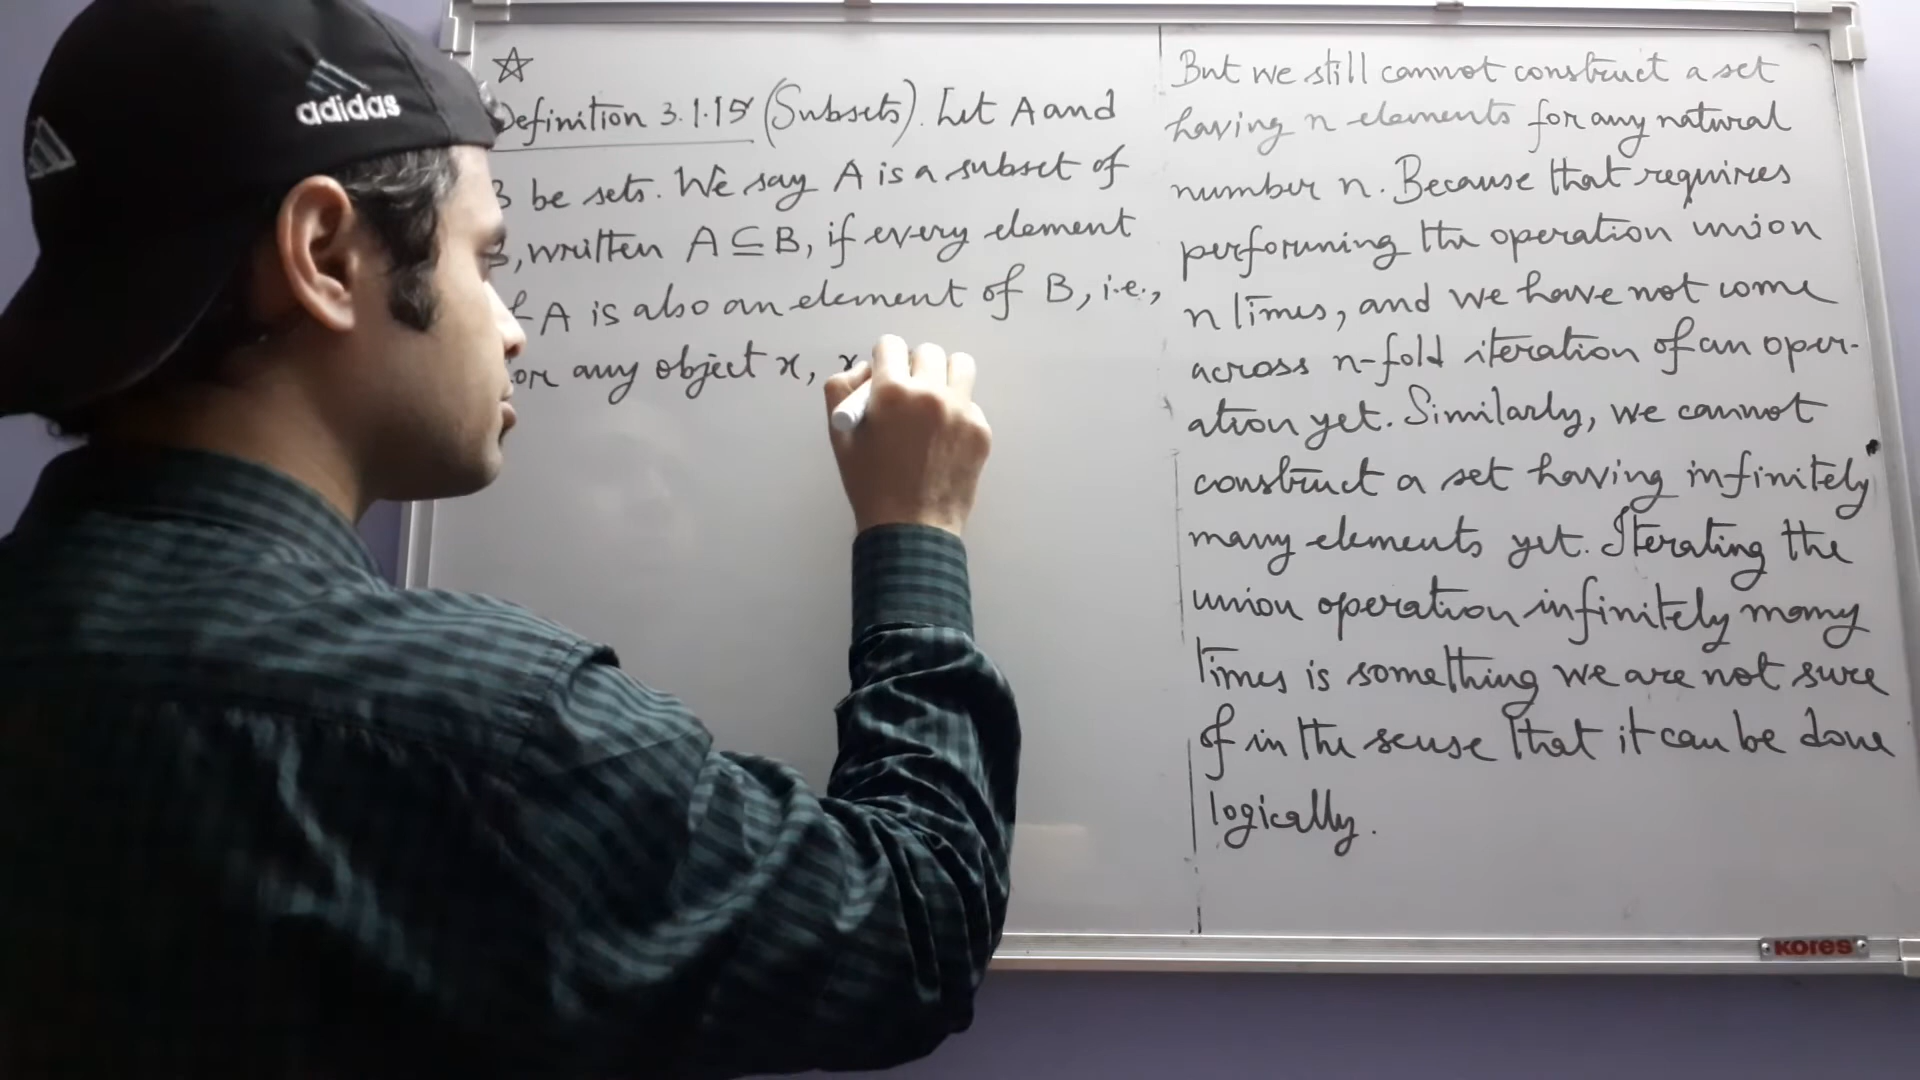 adidas
Definition 3.1.15 (Subsets). Let A and
B be sets. We say A is a subset of
B, written A ⊆ B, if every element
of A is also an element of B, i.e.,
for any object x, x
But we still cannot construct a set
having n elements for any natural
number n. Because that requires
performing the operation union
n times, and we have not come
across n-fold iteration of an oper-
ation yet. Similarly, we cannot
construct a set having infinitely
many elements yet. Iterating the
union operation infinitely many
times is something we are not sure
of in the sense that it can be done
logically.
KORES